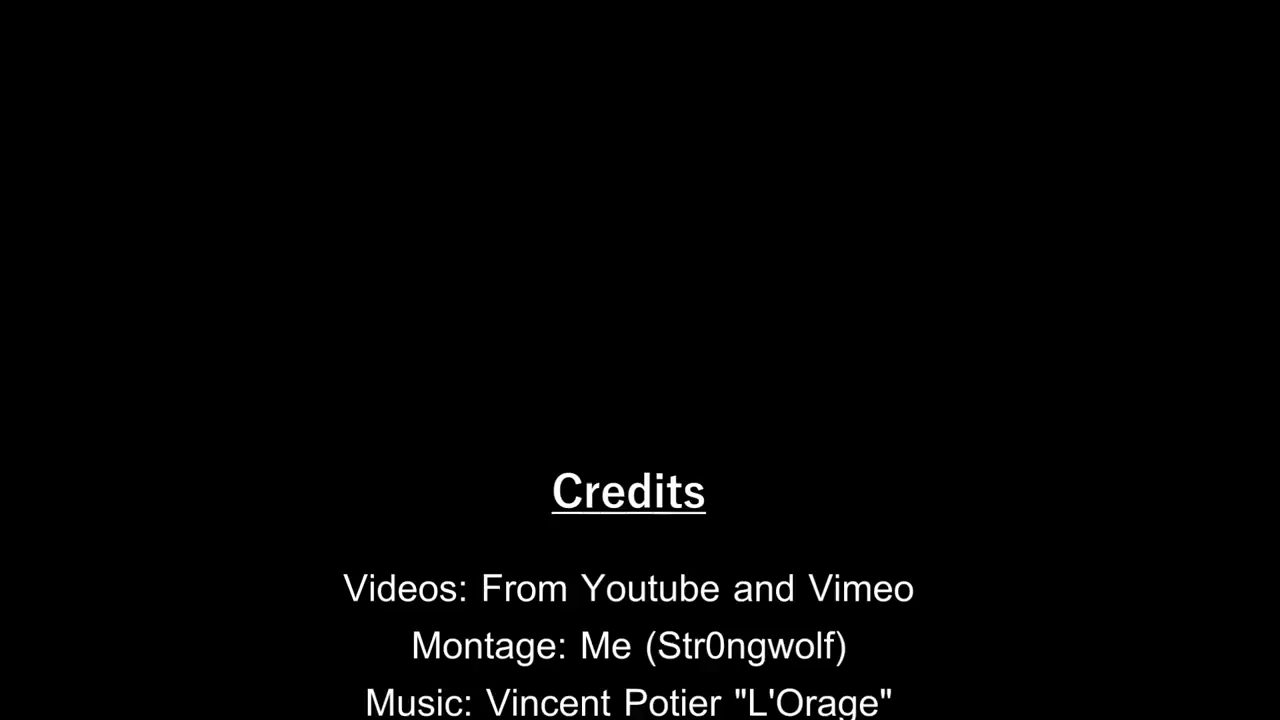 Credits
Videos: From Youtube and Vimeo
Montage: Me (Str0ngwolf)
Music: Vincent Potier "L'Orage"